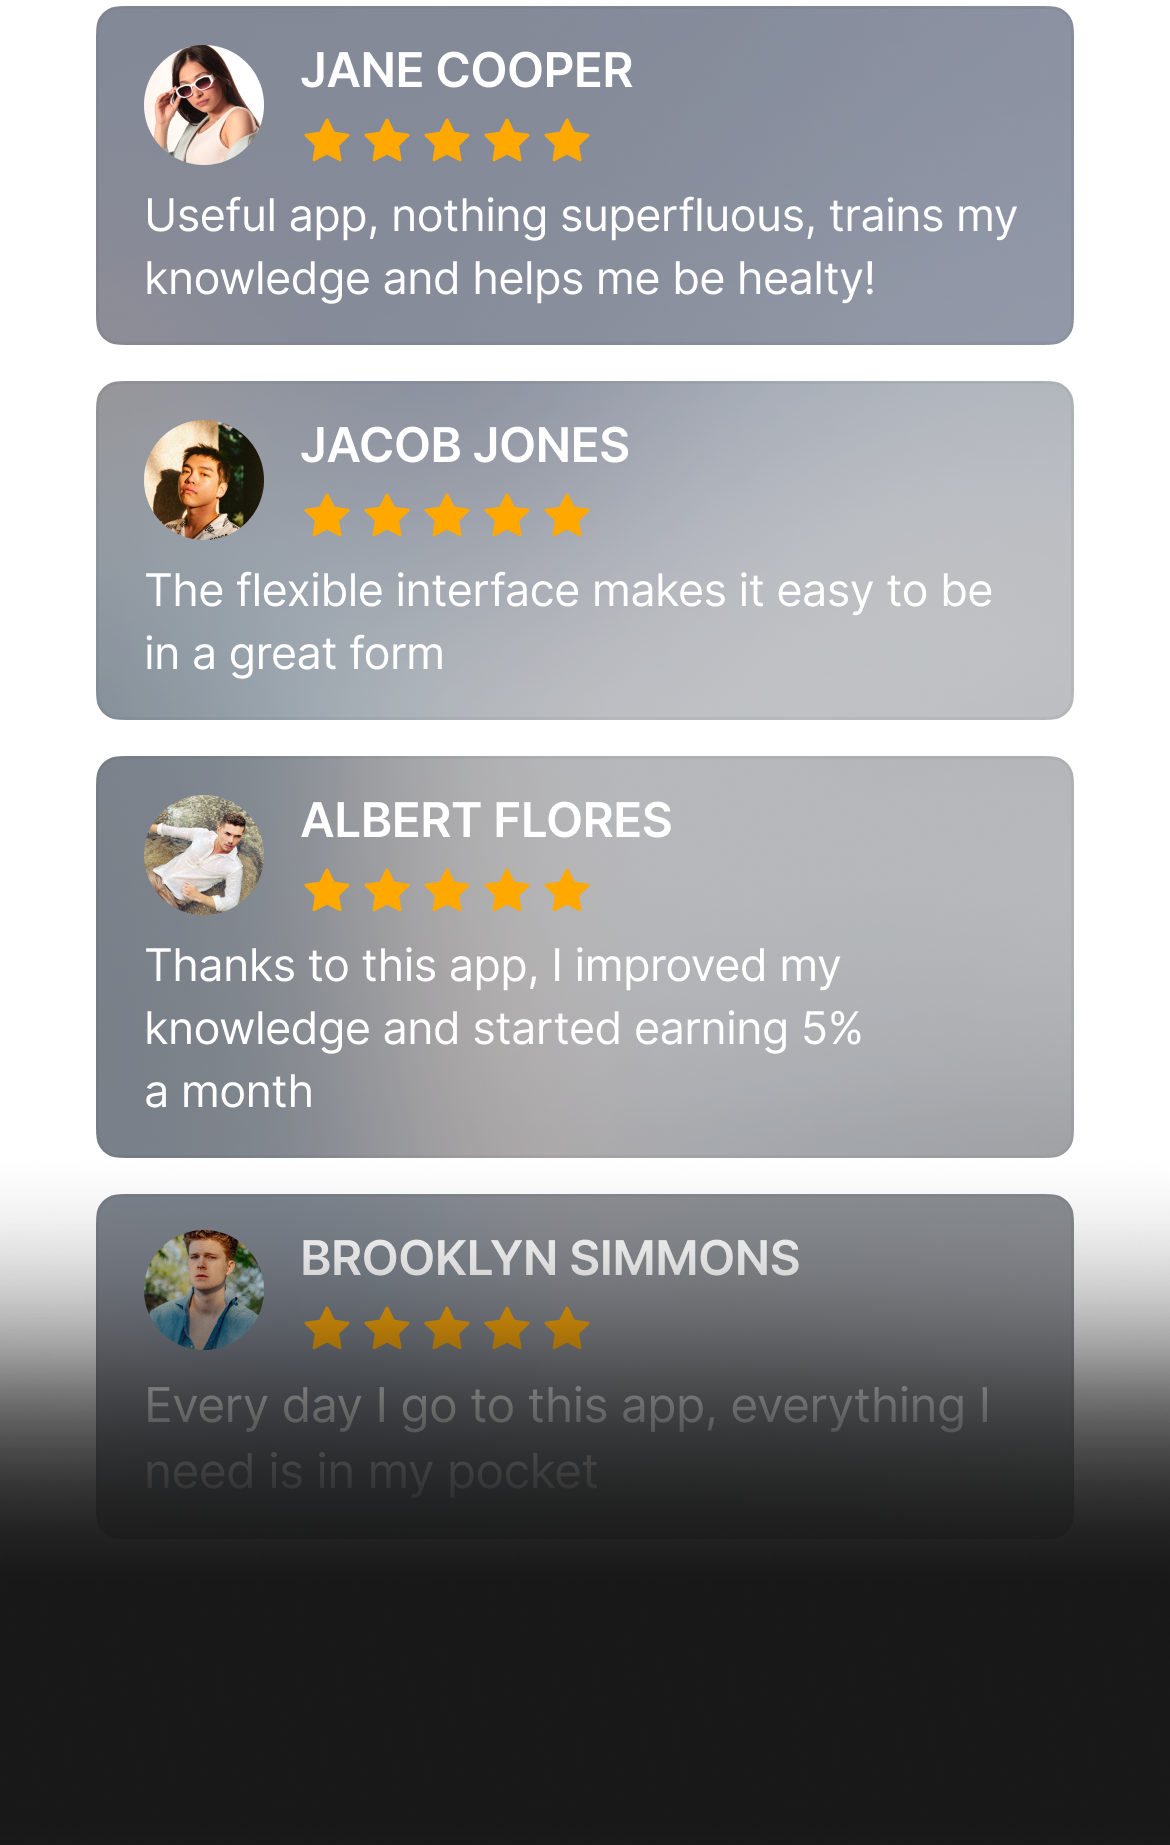 JANE COOPER
Useful app, nothing superfluous, trains my
knowledge and helps me be healty!
JACOB JONES
The flexible interface makes it easy to be
in a great form
ALBERT FLORES
Thanks to this app, I improved my
knowledge and started earning 5%
a month
BROOKLYN SIMMONS
Every day I go to this app, everything I
need is in my pocket